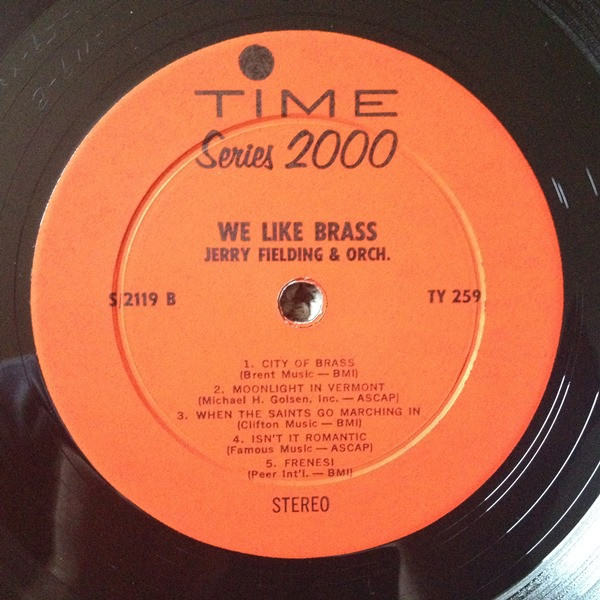 TIME
Series 2000
WE LIKE BRASS
JERRY FIELDING & ORCH.
S/2119 B
TY 259
1. CITY OF BRASS
(Brent Music — BMI)
2. MOONLIGHT IN VERMONT
(Michael H. Golsen, Inc. — ASCAP)
3. WHEN THE SAINTS GO MARCHING IN
(Clifton Music — BMI)
4. ISN'T IT ROMANTIC
(Famous Music — ASCAP)
5. FRENESI
(Peer Int'l. — BMI)
STEREO